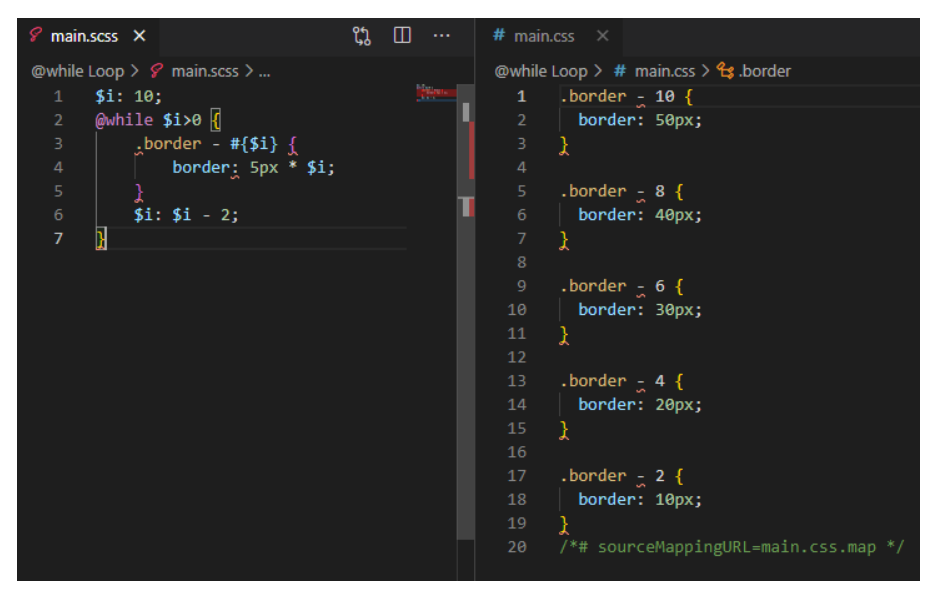 main.scss
@while Loop > main.scss > ...
1 $i: 10;
2 @while $i>0 {
3 .border - #{$i} {
4 border: 5px * $i;
5 }
6 $i: $i - 2;
7 }
# main.css
@while Loop > # main.css > .border
1 .border - 10 {
2 border: 50px;
3 }
4
5 .border - 8 {
6 border: 40px;
7 }
8
9 .border - 6 {
10 border: 30px;
11 }
12
13 .border - 4 {
14 border: 20px;
15 }
16
17 .border - 2 {
18 border: 10px;
19 }
20 /*# sourceMappingURL=main.css.map */